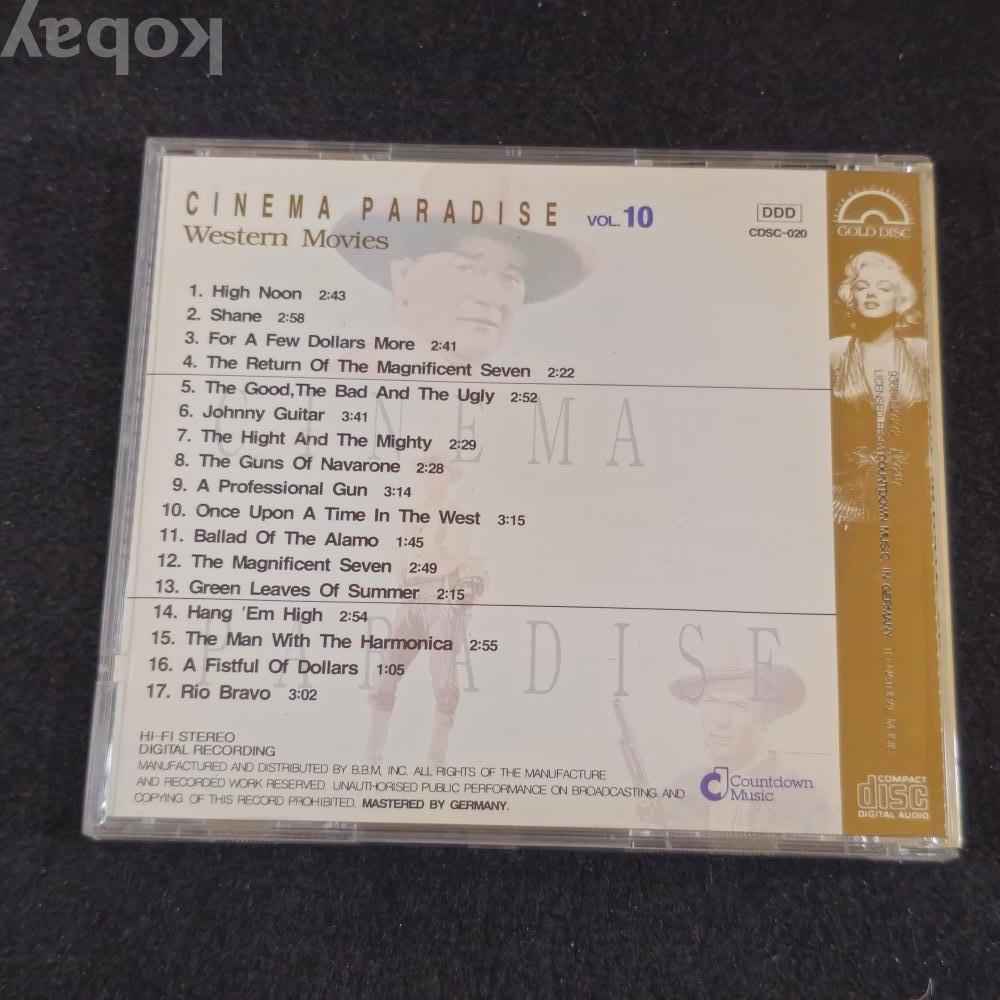 kobay
CINEMA PARADISE VOL. 10
Western Movies
DDD
CDSC-020
GOLD DISC
1. High Noon 2:43
2. Shane 2:58
3. For A Few Dollars More 2:41
4. The Return Of The Magnificent Seven 2:22
5. The Good,The Bad And The Ugly 2:52
6. Johnny Guitar 3:41
7. The Hight And The Mighty 2:29
8. The Guns Of Navarone 2:28
9. A Professional Gun 3:14
10. Once Upon A Time In The West 3:15
11. Ballad Of The Alamo 1:45
12. The Magnificent Seven 2:49
13. Green Leaves Of Summer 2:15
14. Hang 'Em High 2:54
15. The Man With The Harmonica 2:55
16. A Fistful Of Dollars 1:05
17. Rio Bravo 3:02
CINEMA
PARADISE
HI-FI STEREO
DIGITAL RECORDING
MANUFACTURED AND DISTRIBUTED BY B.B.M, INC. ALL RIGHTS OF THE MANUFACTURE
AND RECORDED WORK RESERVED. UNAUTHORISED PUBLIC PERFORMANCE ON BROADCASTING AND
COPYING OF THIS RECORD PROHIBITED. MASTERED BY GERMANY.
Countdown
Music
LICENSED FROM COUNTDOWN MUSIC IN GERMANY
COMPACT
disc
DIGITAL AUDIO